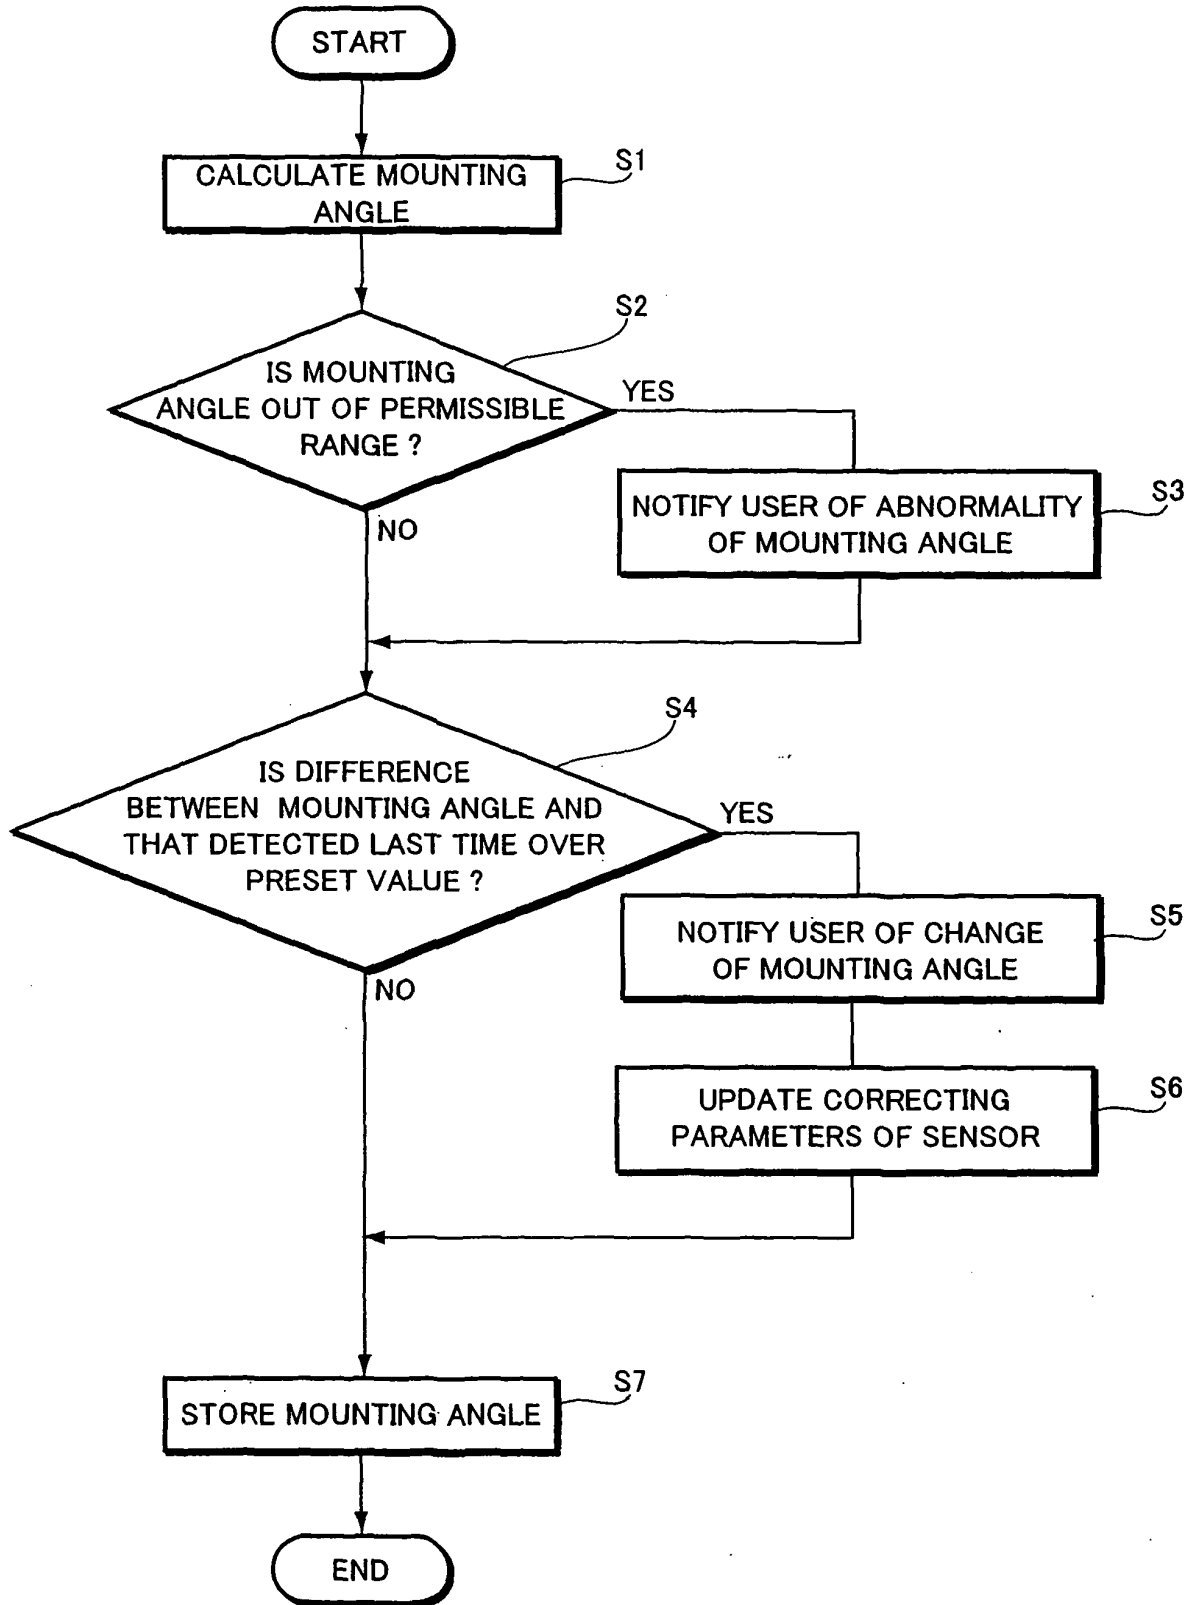 START
S1
CALCULATE MOUNTING
ANGLE
S2
IS MOUNTING
ANGLE OUT OF PERMISSIBLE
RANGE ?
YES
NO
S3
NOTIFY USER OF ABNORMALITY
OF MOUNTING ANGLE
S4
IS DIFFERENCE
BETWEEN MOUNTING ANGLE AND
THAT DETECTED LAST TIME OVER
PRESET VALUE ?
YES
NO
S5
NOTIFY USER OF CHANGE
OF MOUNTING ANGLE
S6
UPDATE CORRECTING
PARAMETERS OF SENSOR
S7
STORE MOUNTING ANGLE
END